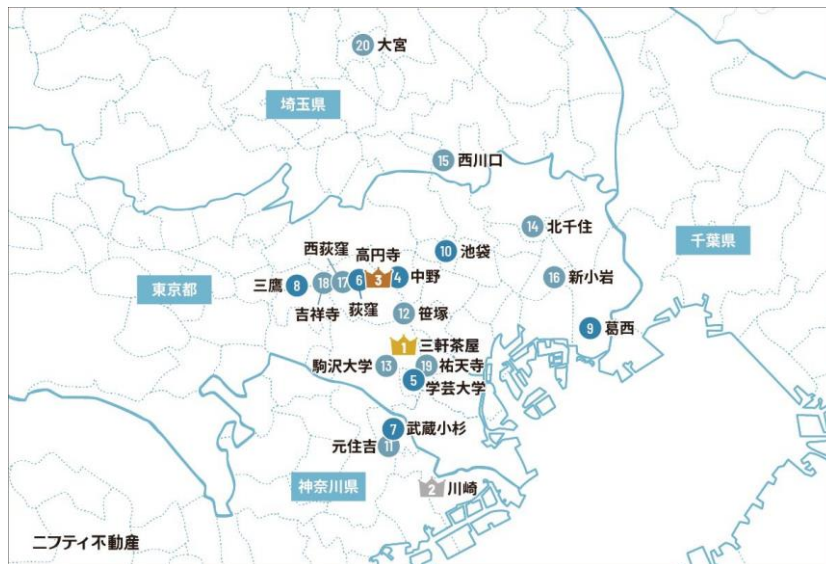 20 大宮
埼玉県
15 西川口
14 北千住
千葉県
西荻窪 高円寺
10 池袋
東京都
三鷹 8 18 17 6 3 4 中野
16 新小岩
吉祥寺 荻窪
12 笹塚
9 葛西
1 三軒茶屋
駒沢大学 13 19 祐天寺
5 学芸大学
7 武蔵小杉
元住吉 11
神奈川県
2 川崎
ニフティ不動産